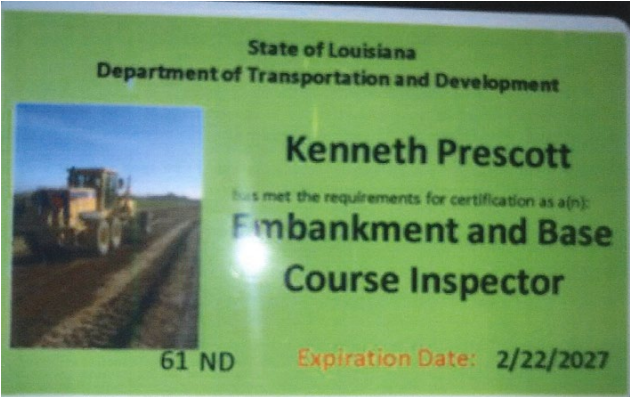 State of Louisiana
Department of Transportation and Development
Kenneth Prescott
has met the requirements for certification as a(n):
Embankment and Base
Course Inspector
61 ND
Expiration Date: 2/22/2027